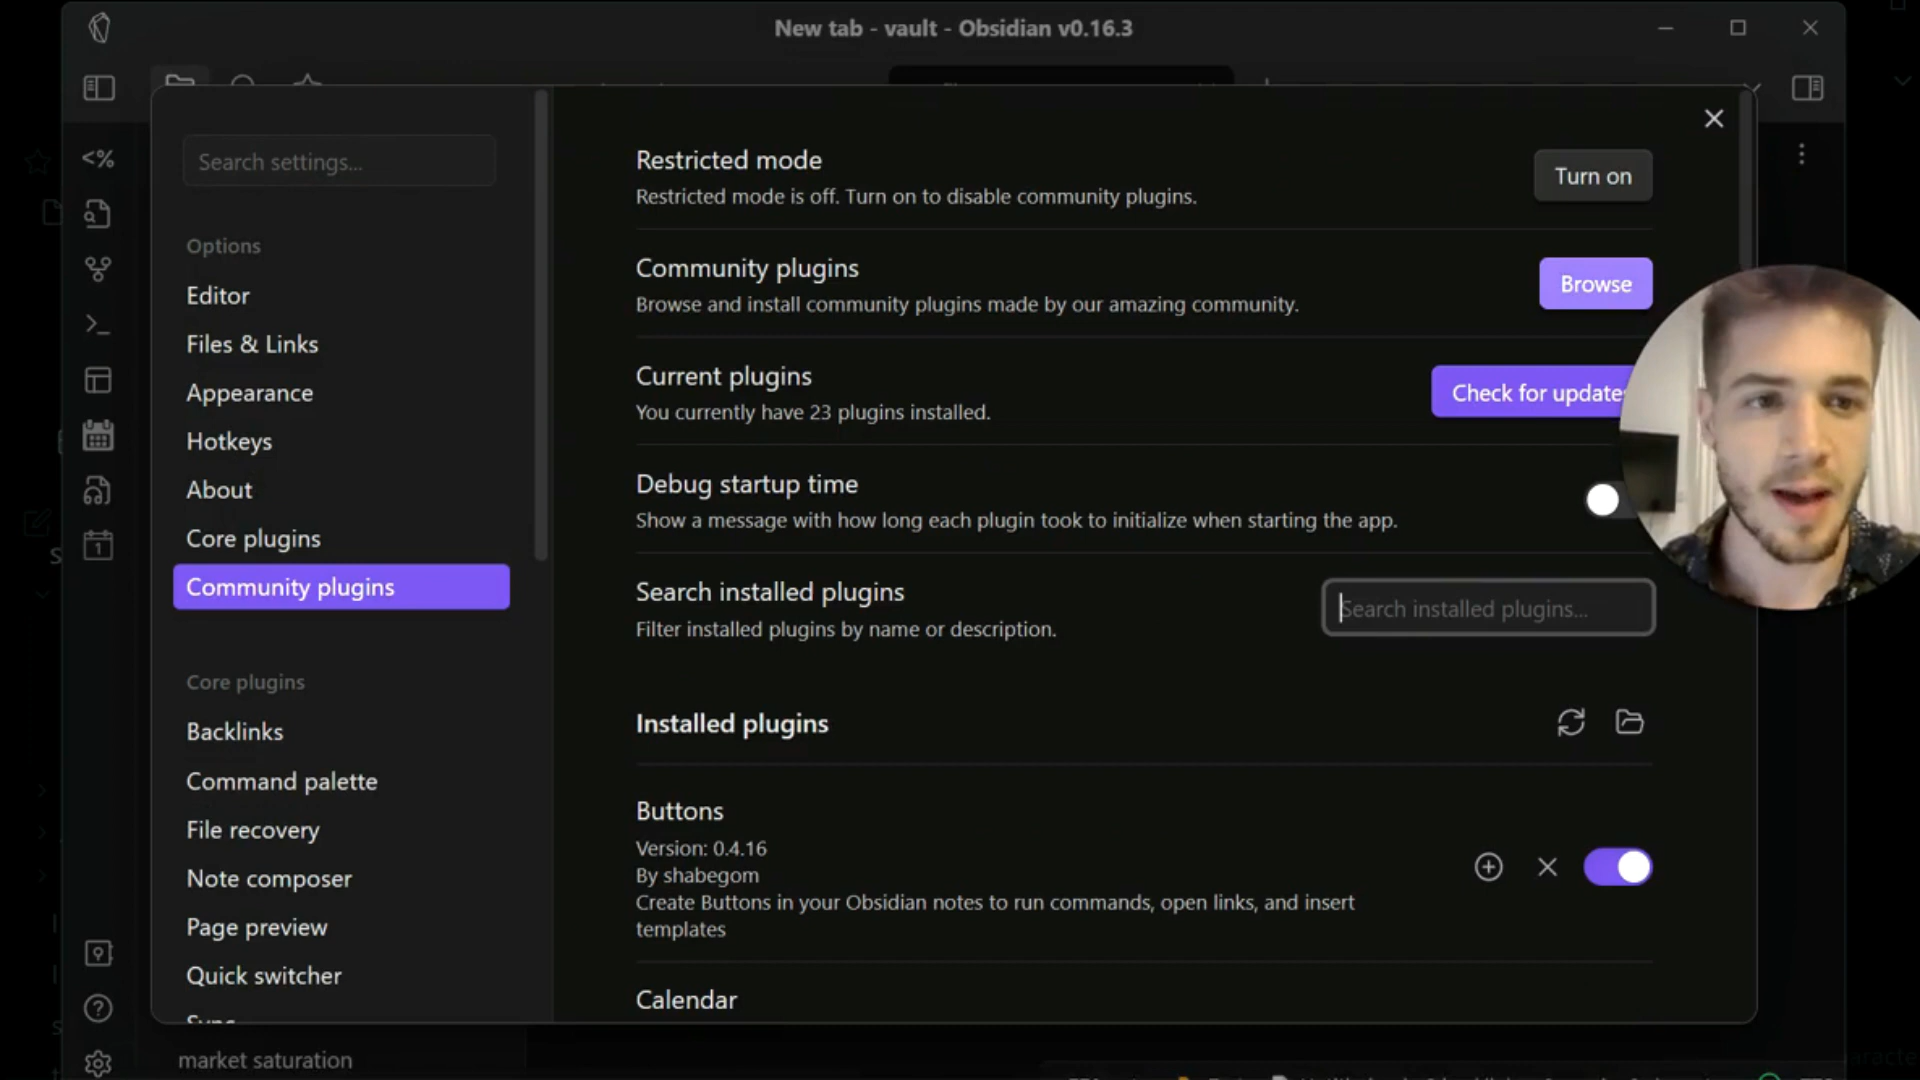 New tab - vault - Obsidian v0.16.3
Search settings...
Options
Editor
Files & Links
Appearance
Hotkeys
About
Core plugins
Community plugins
Core plugins
Backlinks
Command palette
File recovery
Note composer
Page preview
Quick switcher
Sync
market saturation
Restricted mode
Restricted mode is off. Turn on to disable community plugins.
Turn on
Community plugins
Browse and install community plugins made by our amazing community.
Browse
Current plugins
You currently have 23 plugins installed.
Check for update
Debug startup time
Show a message with how long each plugin took to initialize when starting the app.
Search installed plugins
Filter installed plugins by name or description.
Search installed plugins...
Installed plugins
Buttons
Version: 0.4.16
By shabegom
Create Buttons in your Obsidian notes to run commands, open links, and insert
templates
Calendar